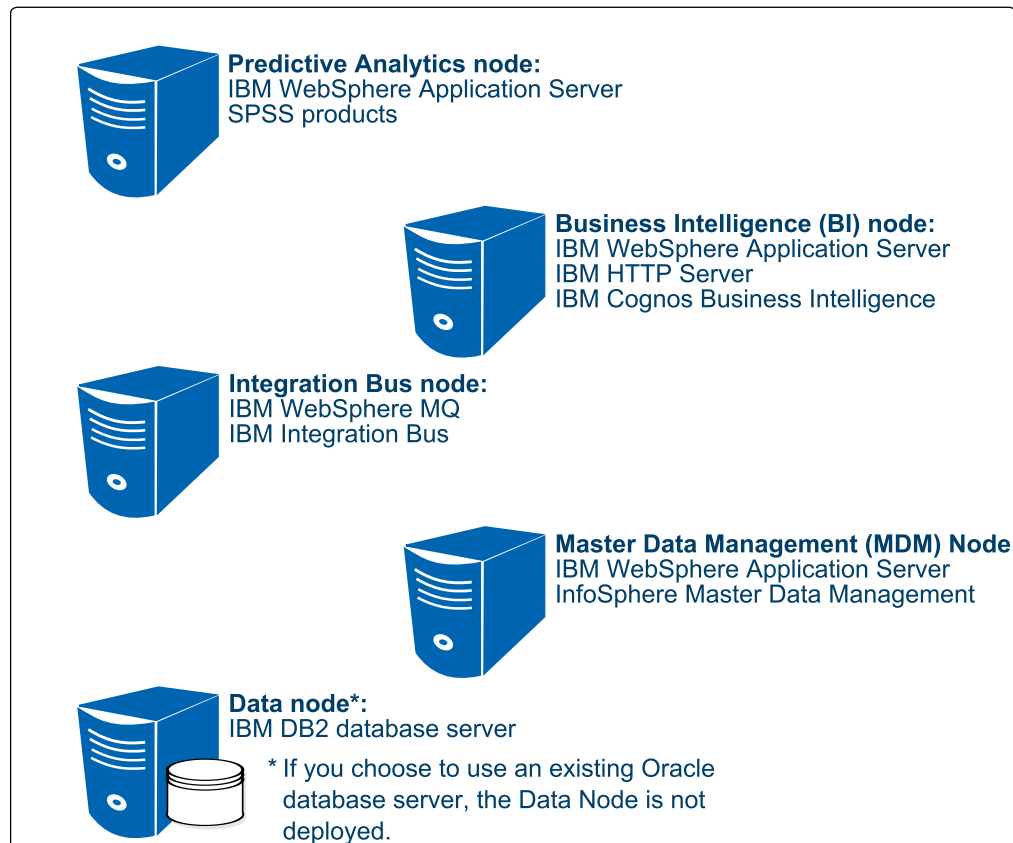 Predictive Analytics node:
IBM WebSphere Application Server
SPSS products
Business Intelligence (BI) node:
IBM WebSphere Application Server
IBM HTTP Server
IBM Cognos Business Intelligence
Integration Bus node:
IBM WebSphere MQ
IBM Integration Bus
Master Data Management (MDM) Node
IBM WebSphere Application Server
InfoSphere Master Data Management
Data node*:
IBM DB2 database server
* If you choose to use an existing Oracle
database server, the Data Node is not
deployed.